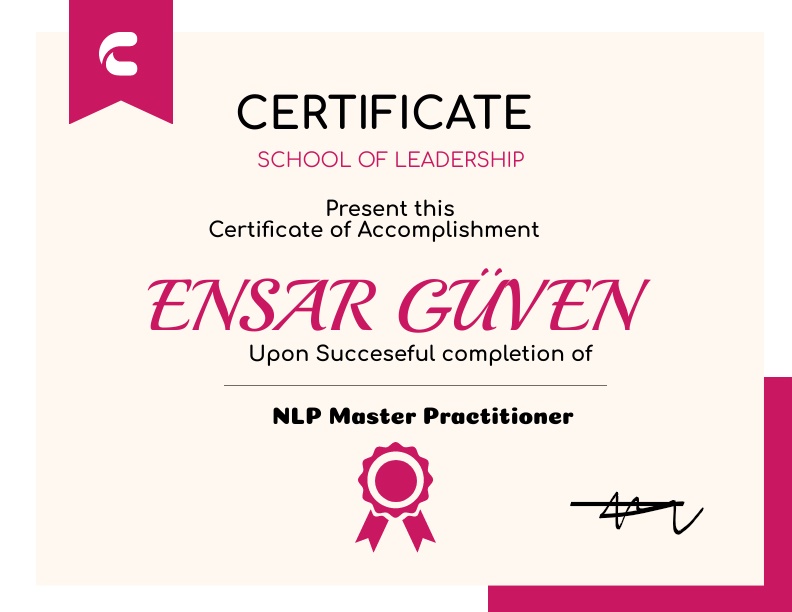 CERTIFICATE
SCHOOL OF LEADERSHIP
Present this
Certificate of Accomplishment
ENSAR GÜVEN
Upon Succeseful completion of
NLP Master Practitioner